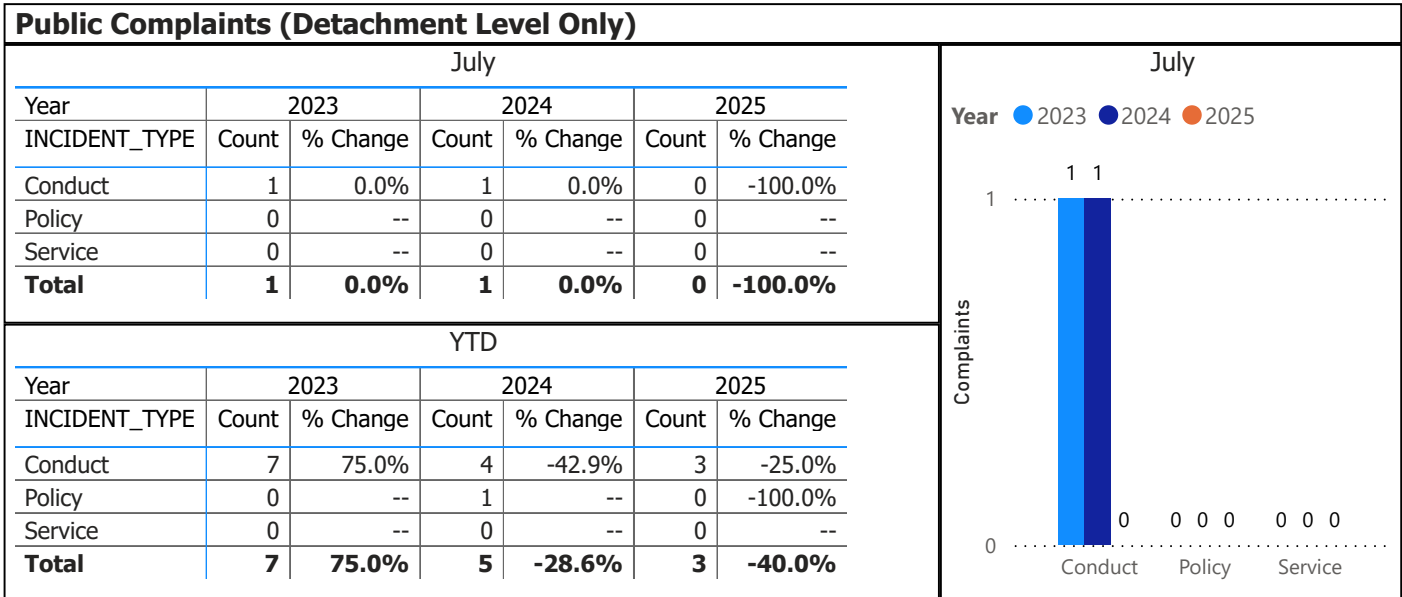 Public Complaints (Detachment Level Only)
July
Year 2023 2024 2025
INCIDENT_TYPE Count % Change Count % Change Count % Change
Conduct 1 0.0% 1 0.0% 0 -100.0%
Policy 0 -- 0 -- 0 --
Service 0 -- 0 -- 0 --
Total 1 0.0% 1 0.0% 0 -100.0%
YTD
Year 2023 2024 2025
INCIDENT_TYPE Count % Change Count % Change Count % Change
Conduct 7 75.0% 4 -42.9% 3 -25.0%
Policy 0 -- 1 -- 0 -100.0%
Service 0 -- 0 -- 0 --
Total 7 75.0% 5 -28.6% 3 -40.0%
July
Year 2023 2024 2025
1 1
1
Complaints
0 0 0 0 0 0 0
0
Conduct Policy Service